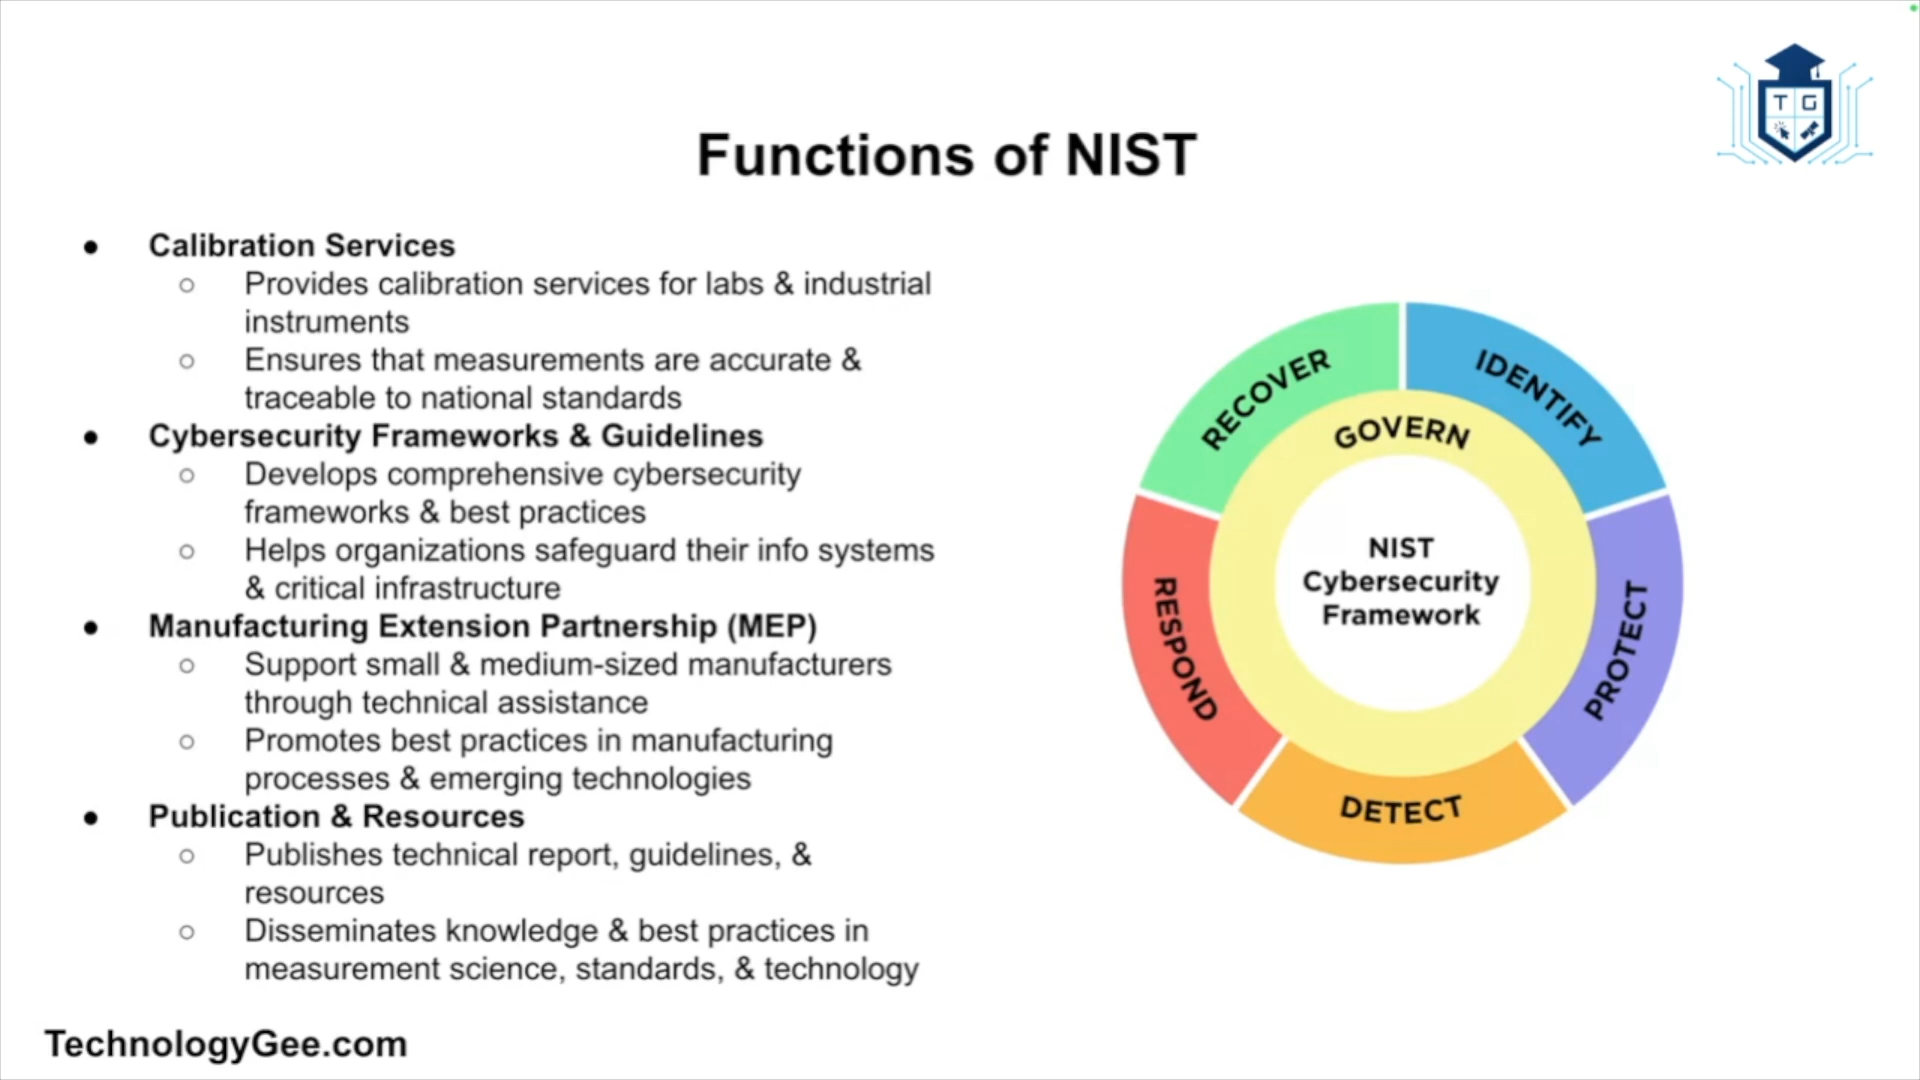 T G
Functions of NIST
● Calibration Services
○ Provides calibration services for labs & industrial
instruments
○ Ensures that measurements are accurate &
traceable to national standards
● Cybersecurity Frameworks & Guidelines
○ Develops comprehensive cybersecurity
frameworks & best practices
○ Helps organizations safeguard their info systems
& critical infrastructure
● Manufacturing Extension Partnership (MEP)
○ Support small & medium-sized manufacturers
through technical assistance
○ Promotes best practices in manufacturing
processes & emerging technologies
● Publication & Resources
○ Publishes technical report, guidelines, &
resources
○ Disseminates knowledge & best practices in
measurement science, standards, & technology
RECOVER
IDENTIFY
GOVERN
NIST
Cybersecurity
Framework
RESPOND
PROTECT
DETECT
TechnologyGee.com